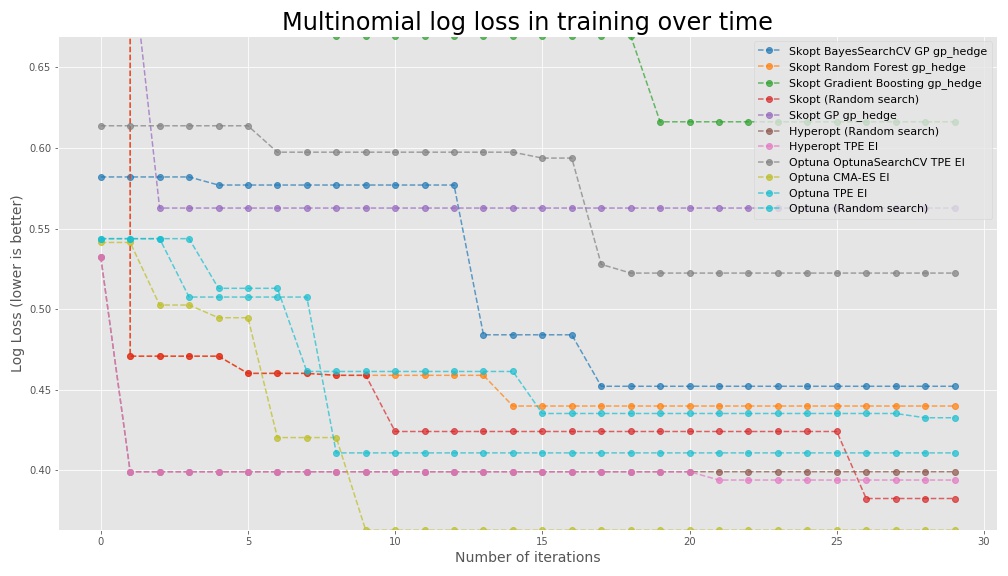 Multinomial log loss in training over time
Log Loss (lower is better)
0.65
0.60
0.55
0.50
0.45
0.40
Skopt BayesSearchCV GP gp_hedge
Skopt Random Forest gp_hedge
Skopt Gradient Boosting gp_hedge
Skopt (Random search)
Skopt GP gp_hedge
Hyperopt (Random search)
Hyperopt TPE EI
Optuna OptunaSearchCV TPE EI
Optuna CMA-ES EI
Optuna TPE EI
Optuna (Random search)
0 5 10 15 20 25 30
Number of iterations